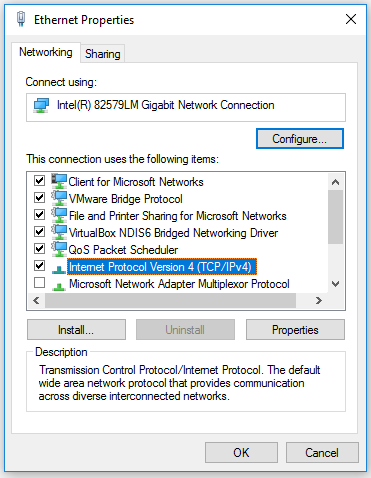 Ethernet Properties
Networking
Sharing
Connect using:
Intel(R) 82579LM Gigabit Network Connection
Configure...
This connection uses the following items:
Client for Microsoft Networks
VMware Bridge Protocol
File and Printer Sharing for Microsoft Networks
VirtualBox NDIS6 Bridged Networking Driver
QoS Packet Scheduler
Internet Protocol Version 4 (TCP/IPv4)
Microsoft Network Adapter Multiplexor Protocol
Install...
Uninstall
Properties
Description
Transmission Control Protocol/Internet Protocol. The default
wide area network protocol that provides communication
across diverse interconnected networks.
OK
Cancel